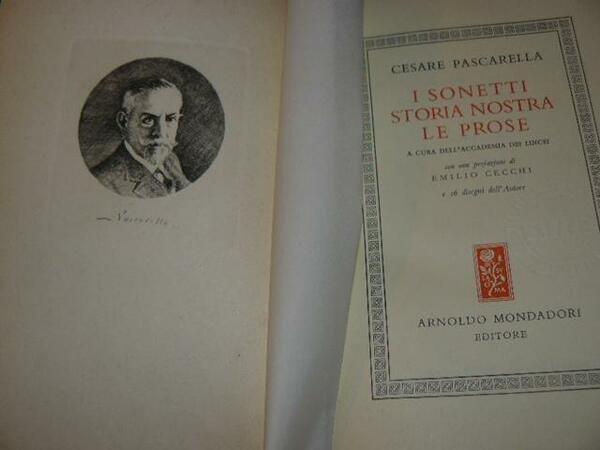 Pascarella
CESARE PASCARELLA
I SONETTI
STORIA NOSTRA
LE PROSE
A CURA DELL'ACCADEMIA DEI LINCEI
con una prefazione di
EMILIO CECCHI
e 16 disegni dell'Autore
ARNOLDO MONDADORI
EDITORE